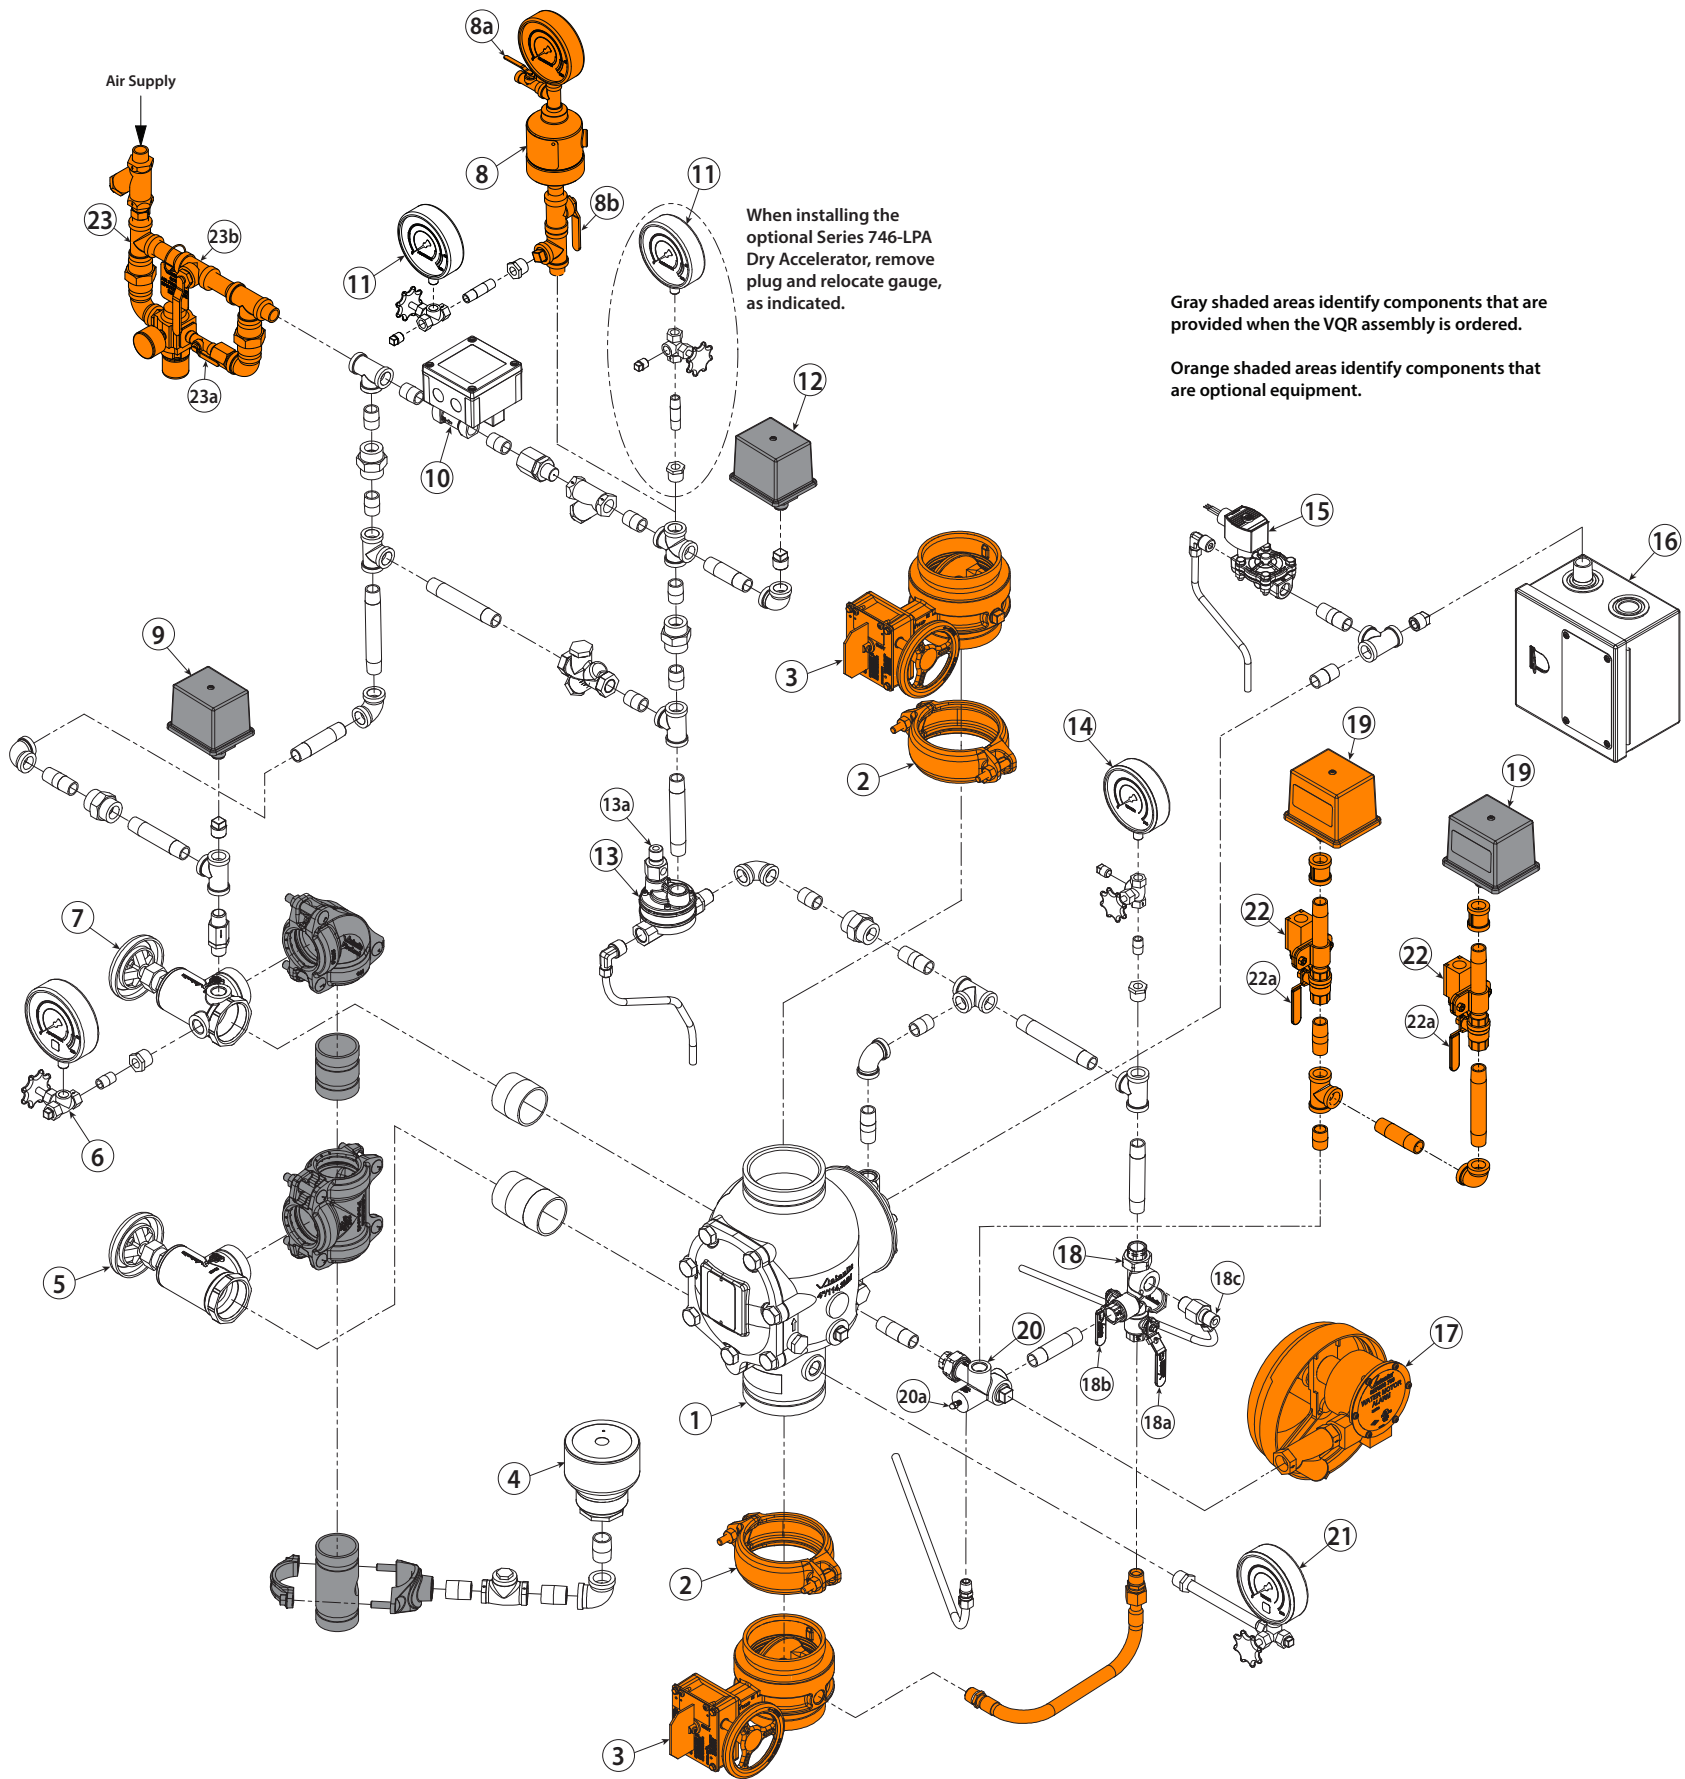 Air Supply
8a
8
8b
23
23b
23a
11
11
When installing the
optional Series 746-LPA
Dry Accelerator, remove
plug and relocate gauge,
as indicated.
Gray shaded areas identify components that are
provided when the VQR assembly is ordered.
Orange shaded areas identify components that
are optional equipment.
12
10
15
16
9
3
2
14
19
19
13a
13
7
22
22
22a
22a
6
5
18
18c
20
18b
18a
20a
17
1
4
2
21
3
WATER MOTOR
ALARM